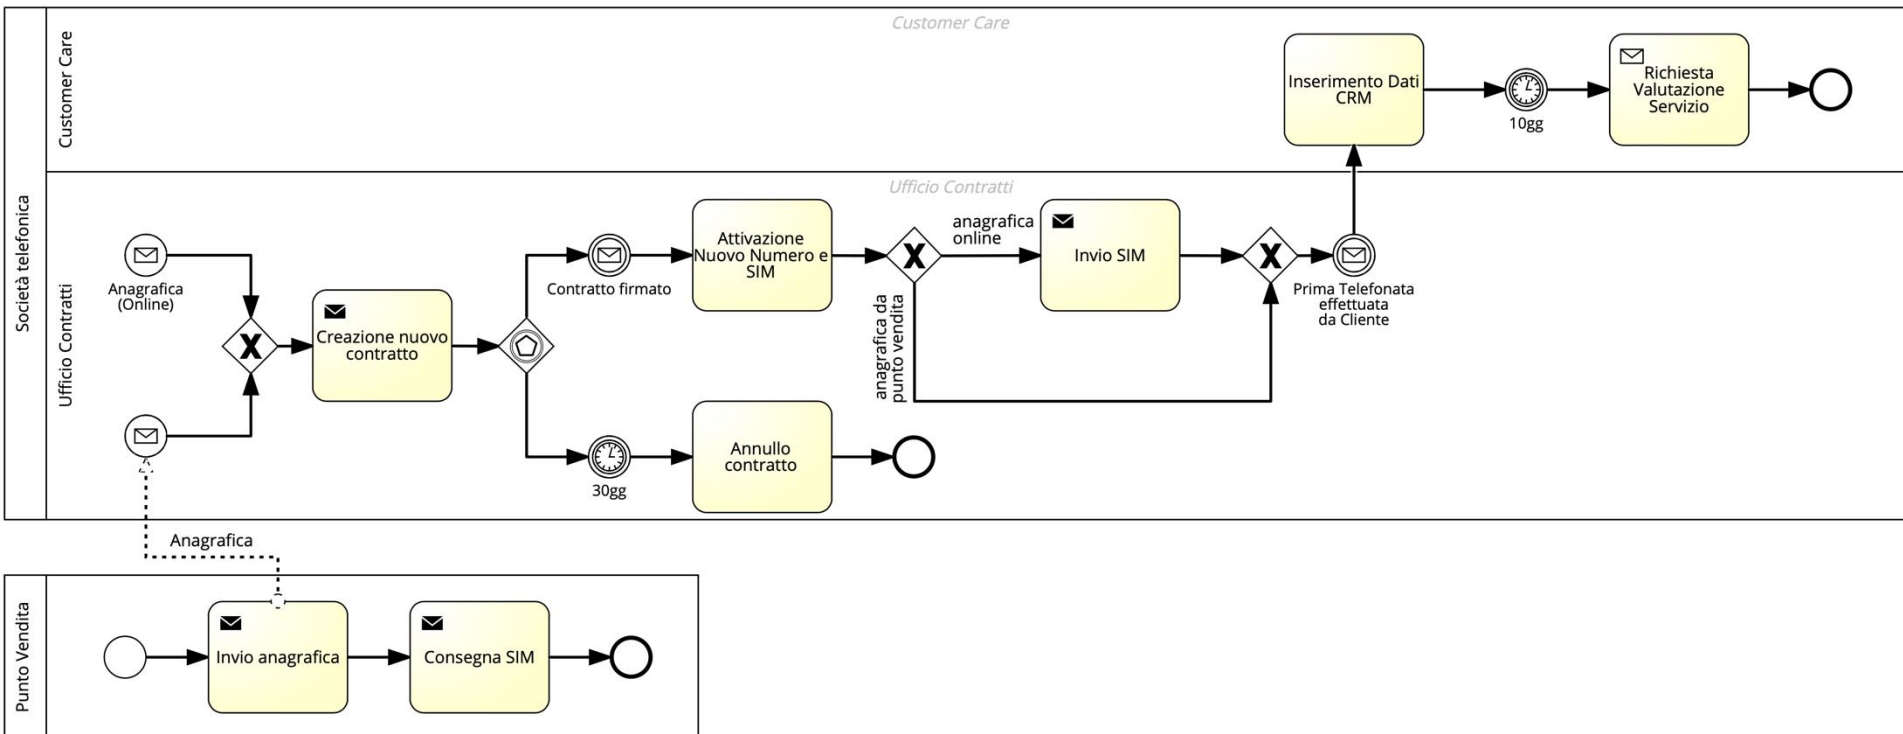 Società telefonica
Customer Care
Customer Care
Inserimento Dati
CRM
10gg
Richiesta
Valutazione
Servizio
Ufficio Contratti
Ufficio Contratti
Anagrafica
(Online)
Creazione nuovo
contratto
Contratto firmato
30gg
Attivazione
Nuovo Numero e
SIM
Annullo
contratto
anagrafica
online
anagrafica da
punto vendita
Invio SIM
Prima Telefonata
effettuata
da Cliente
Anagrafica
Punto Vendita
Invio anagrafica
Consegna SIM